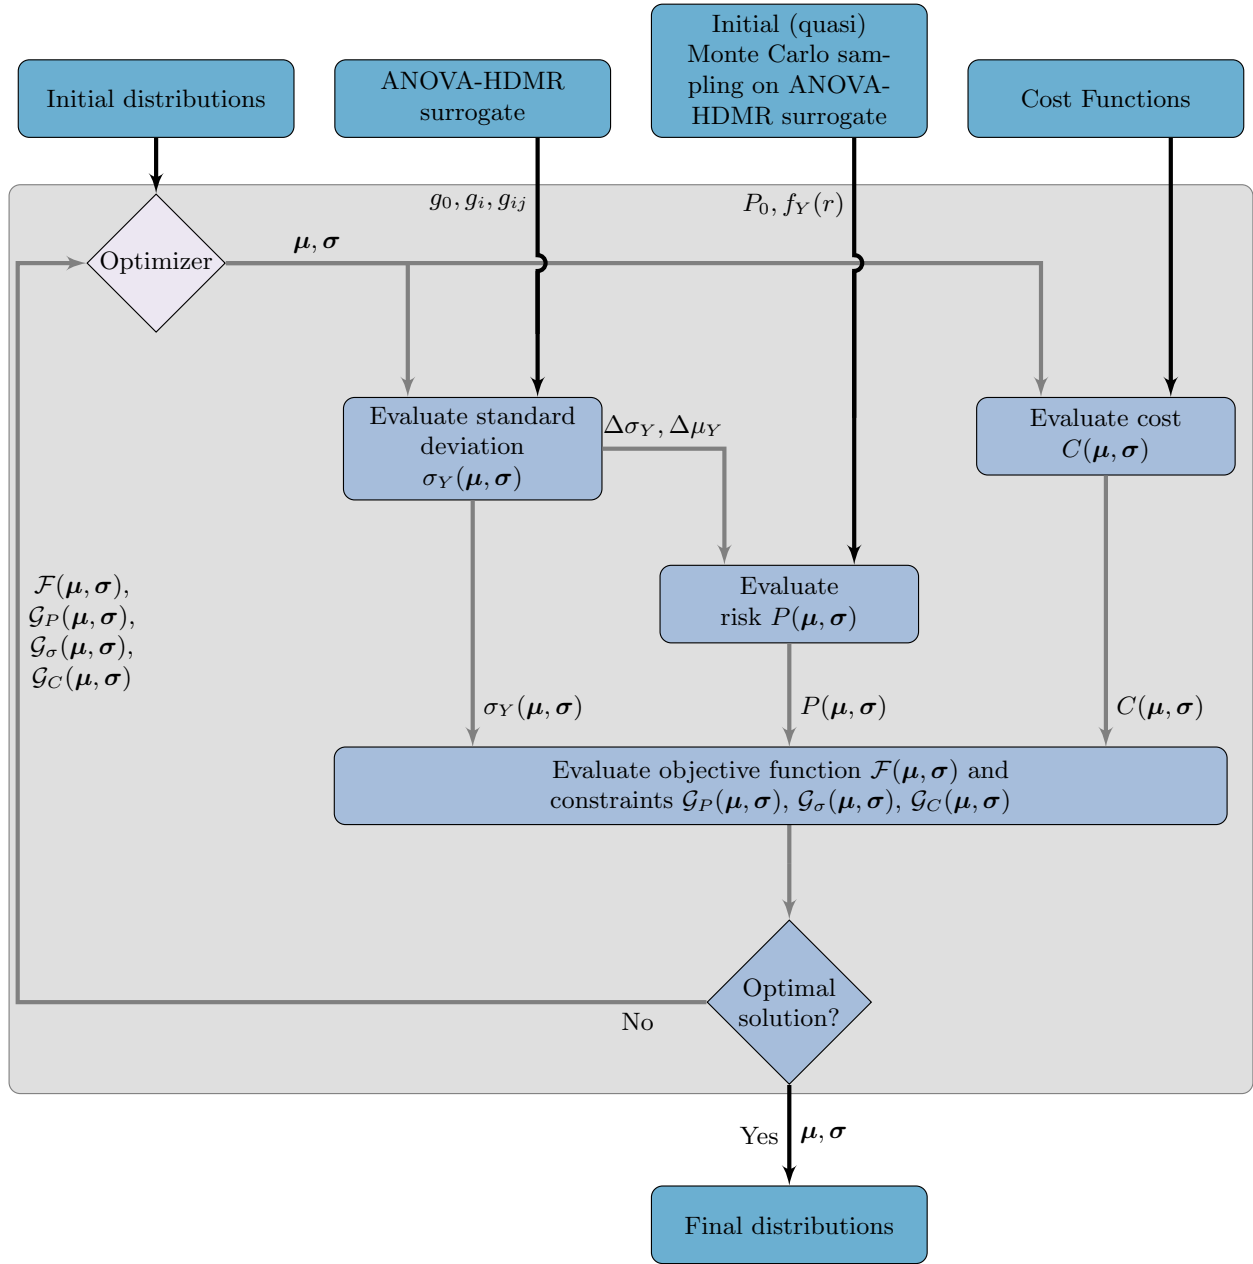 Initial distributions
ANOVA-HDMR
surrogate
Initial (quasi)
Monte Carlo sam-
pling on ANOVA-
HDMR surrogate
Cost Functions
g₀, gᵢ, gᵢⱼ
P₀, f_Y(r)
Optimizer
μ, σ
Evaluate standard
deviation
σ_Y(μ, σ)
Δσ_Y, Δμ_Y
Evaluate cost
C(μ, σ)
Evaluate
risk P(μ, σ)
ℱ(μ, σ),
𝒢_P(μ, σ),
𝒢_σ(μ, σ),
𝒢_C(μ, σ)
σ_Y(μ, σ)
P(μ, σ)
C(μ, σ)
Evaluate objective function ℱ(μ, σ) and
constraints 𝒢_P(μ, σ), 𝒢_σ(μ, σ), 𝒢_C(μ, σ)
Optimal
solution?
No
Yes
μ, σ
Final distributions